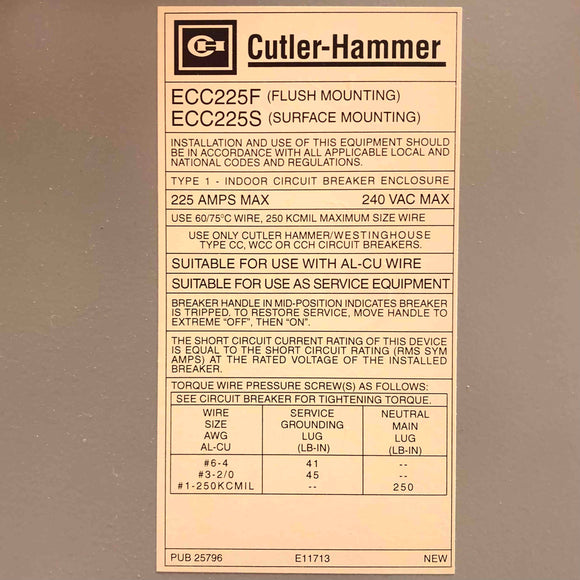 CH Cutler-Hammer
ECC225F (FLUSH MOUNTING)
ECC225S (SURFACE MOUNTING)
INSTALLATION AND USE OF THIS EQUIPMENT SHOULD
BE IN ACCORDANCE WITH ALL APPLICABLE LOCAL AND
NATIONAL CODES AND REGULATIONS.
TYPE 1 - INDOOR CIRCUIT BREAKER ENCLOSURE
225 AMPS MAX 240 VAC MAX
USE 60/75°C WIRE, 250 KCMIL MAXIMUM SIZE WIRE
USE ONLY CUTLER HAMMER/WESTINGHOUSE
TYPE CC, WCC OR CCH CIRCUIT BREAKERS.
SUITABLE FOR USE WITH AL-CU WIRE
SUITABLE FOR USE AS SERVICE EQUIPMENT
BREAKER HANDLE IN MID-POSITION INDICATES BREAKER
IS TRIPPED. TO RESTORE SERVICE, MOVE HANDLE TO
EXTREME “OFF”, THEN “ON”.
THE SHORT CIRCUIT CURRENT RATING OF THIS DEVICE
IS EQUAL TO THE SHORT CIRCUIT RATING (RMS SYM
AMPS) AT THE RATED VOLTAGE OF THE INSTALLED
BREAKER.
TORQUE WIRE PRESSURE SCREW(S) AS FOLLOWS:
SEE CIRCUIT BREAKER FOR TIGHTENING TORQUE.
WIRE SERVICE NEUTRAL
SIZE GROUNDING MAIN
AWG LUG LUG
AL-CU (LB-IN) (LB-IN)
#6-4 41 --
#3-2/0 45 --
#1-250KCMIL -- 250
PUB 25796 E11713 NEW